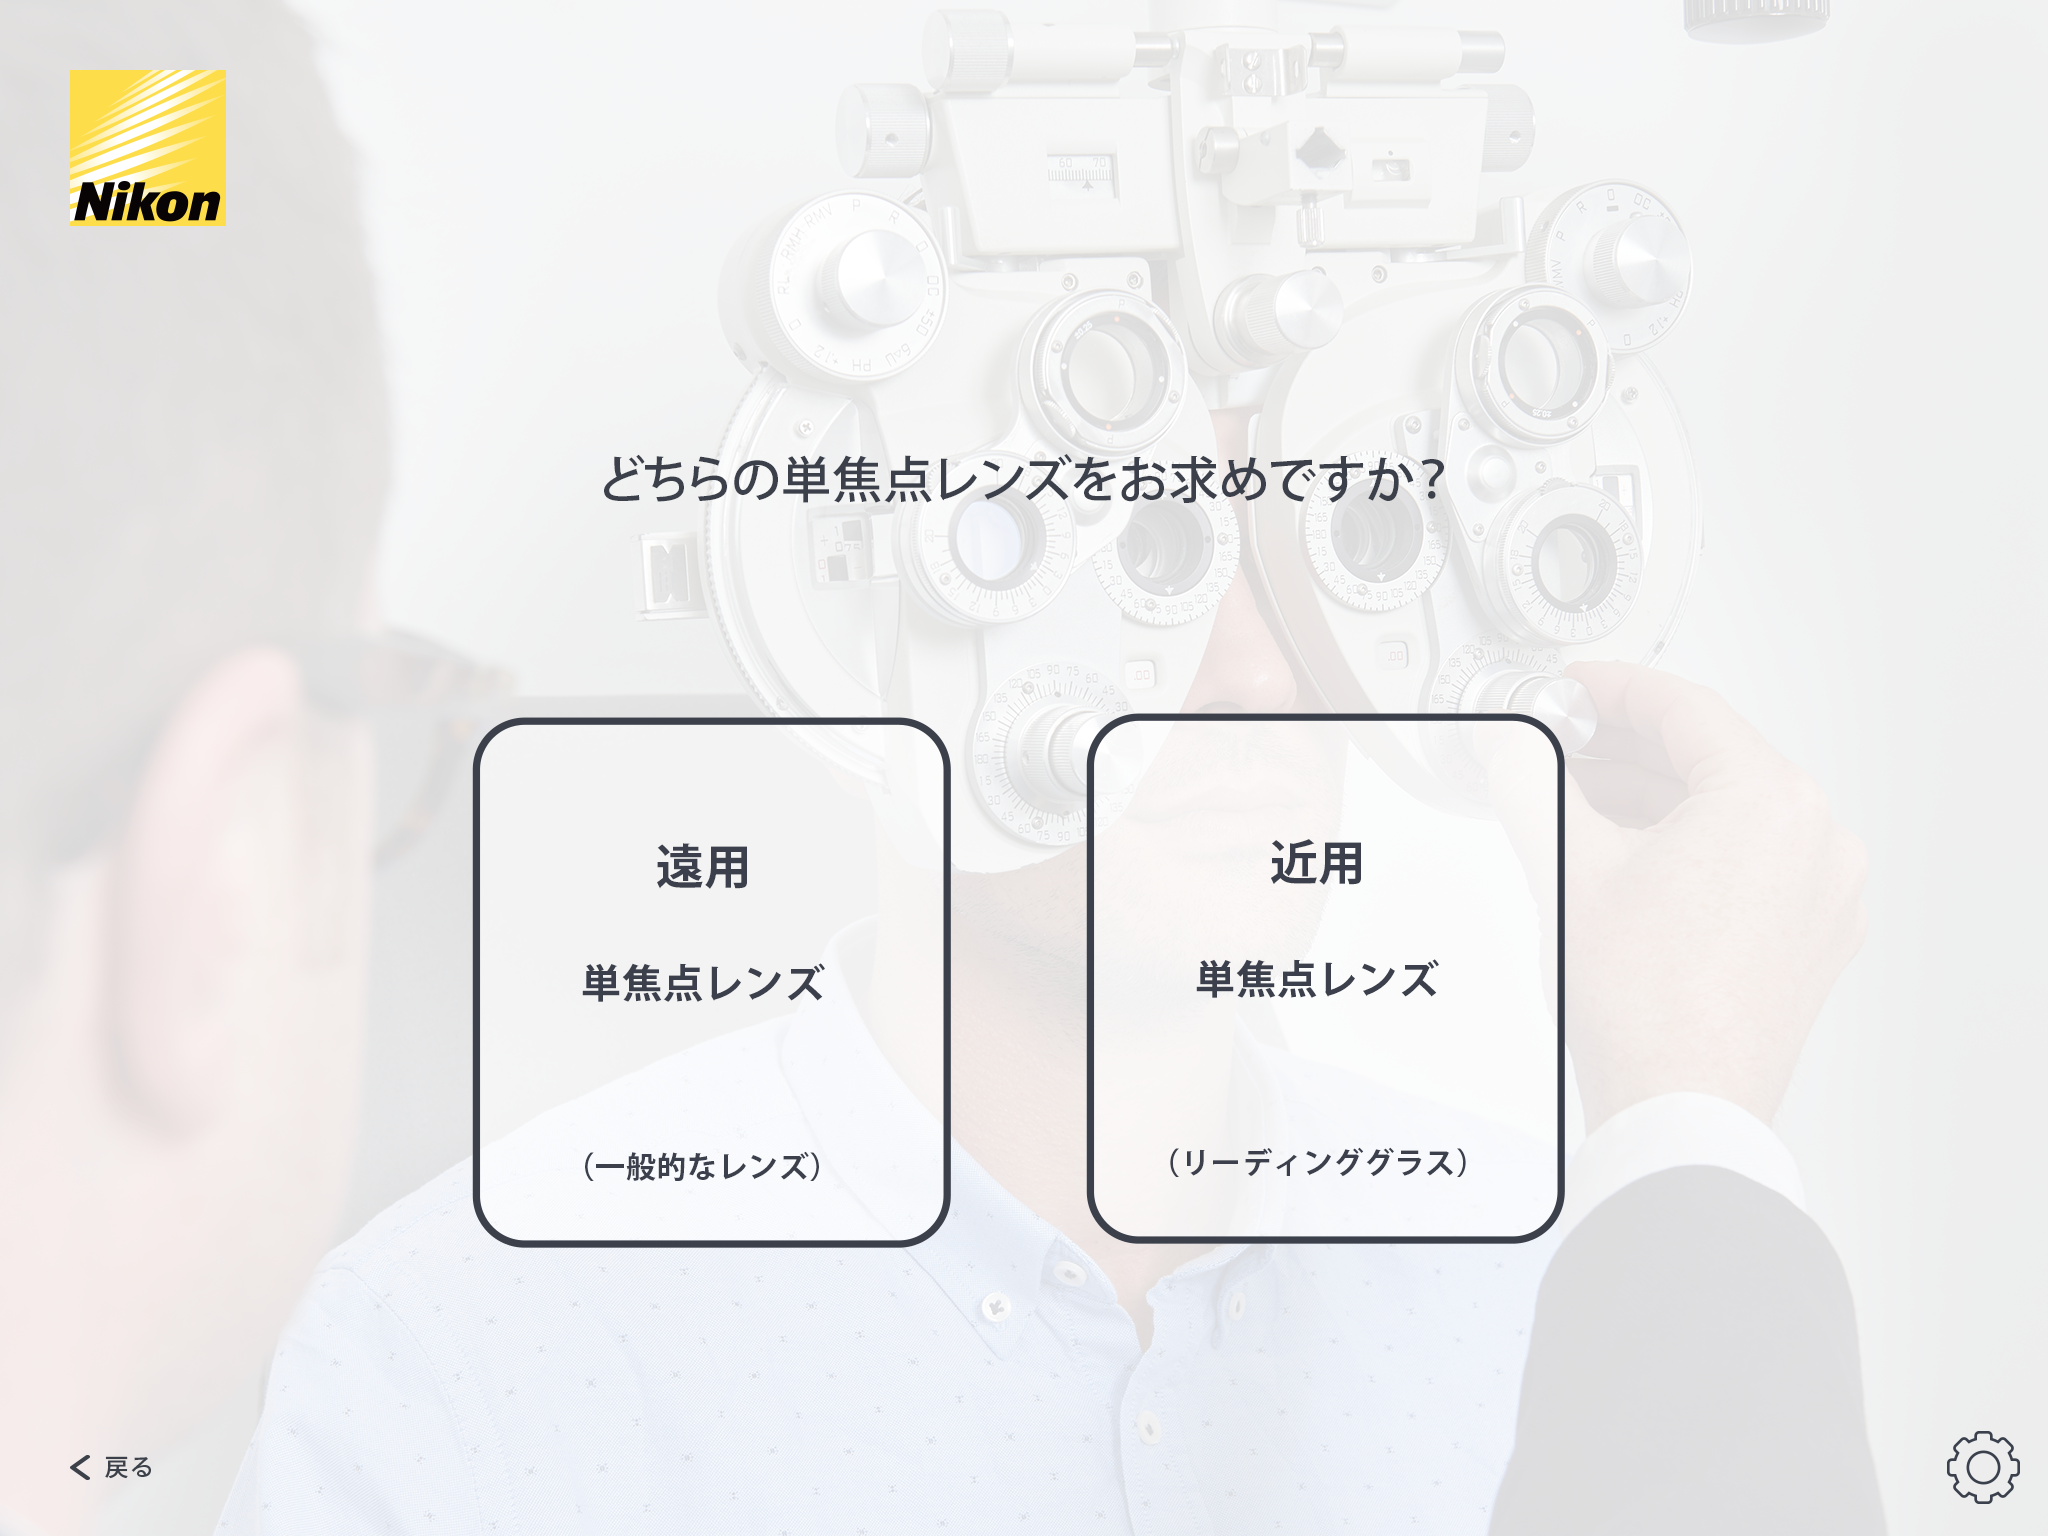 Nikon
どちらの単焦点レンズをお求めですか？
遠用
単焦点レンズ
（一般的なレンズ）
近用
単焦点レンズ
（リーディンググラス）
戻る